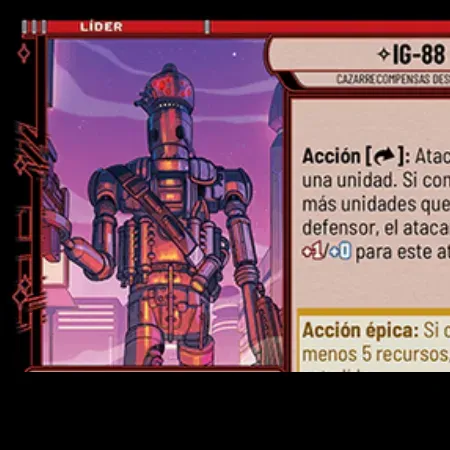 LÍDER
IG-88
CAZARRECOMPENSAS DES
Acción [ ]: Atac
una unidad. Si con
más unidades que
defensor, el ataca
+1/+0 para este at
Acción épica: Si c
menos 5 recursos,